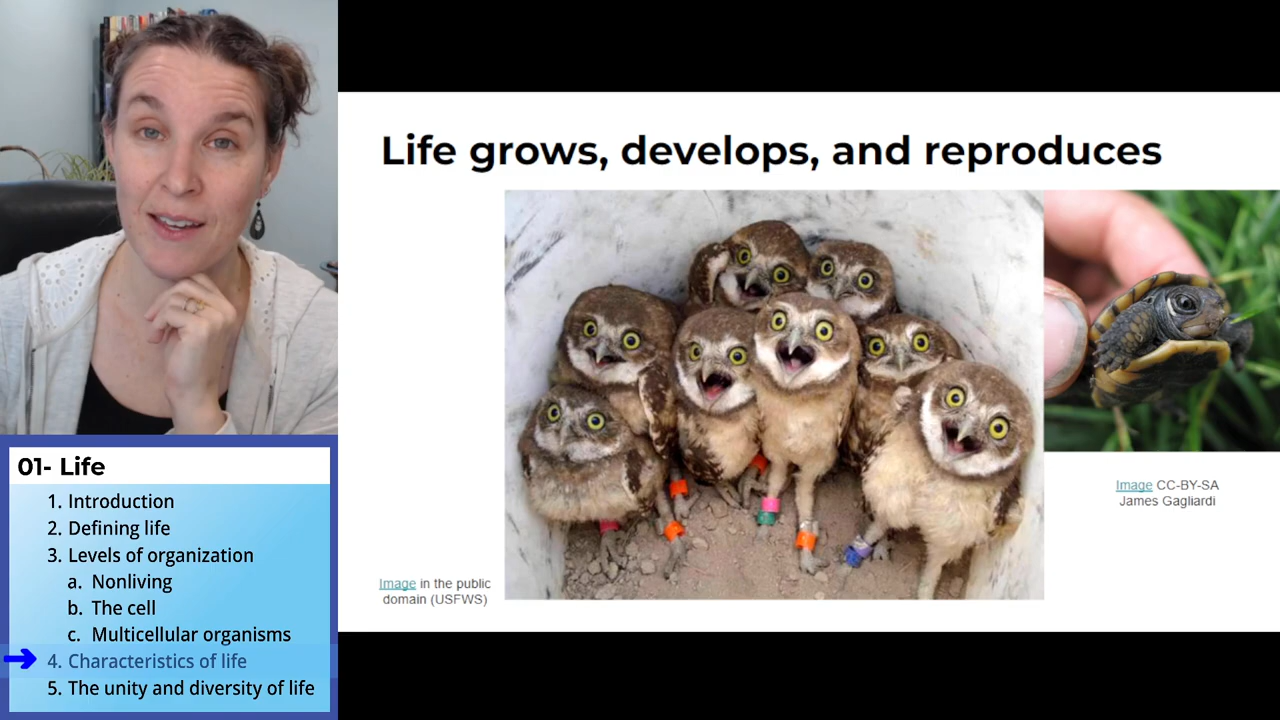 Life grows, develops, and reproduces
Image CC-BY-SA
James Gagliardi
Image in the public
domain (USFWS)
01- Life
1. Introduction
2. Defining life
3. Levels of organization
a. Nonliving
b. The cell
c. Multicellular organisms
4. Characteristics of life
5. The unity and diversity of life